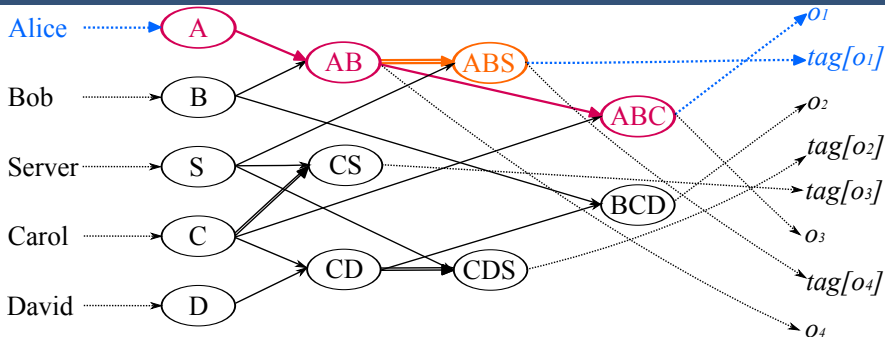 Alice
A
AB
ABS
o1
tag[o1]
Bob
B
ABC
o2
Server
S
CS
tag[o2]
tag[o3]
BCD
Carol
C
CD
CDS
o3
tag[o4]
David
D
o4